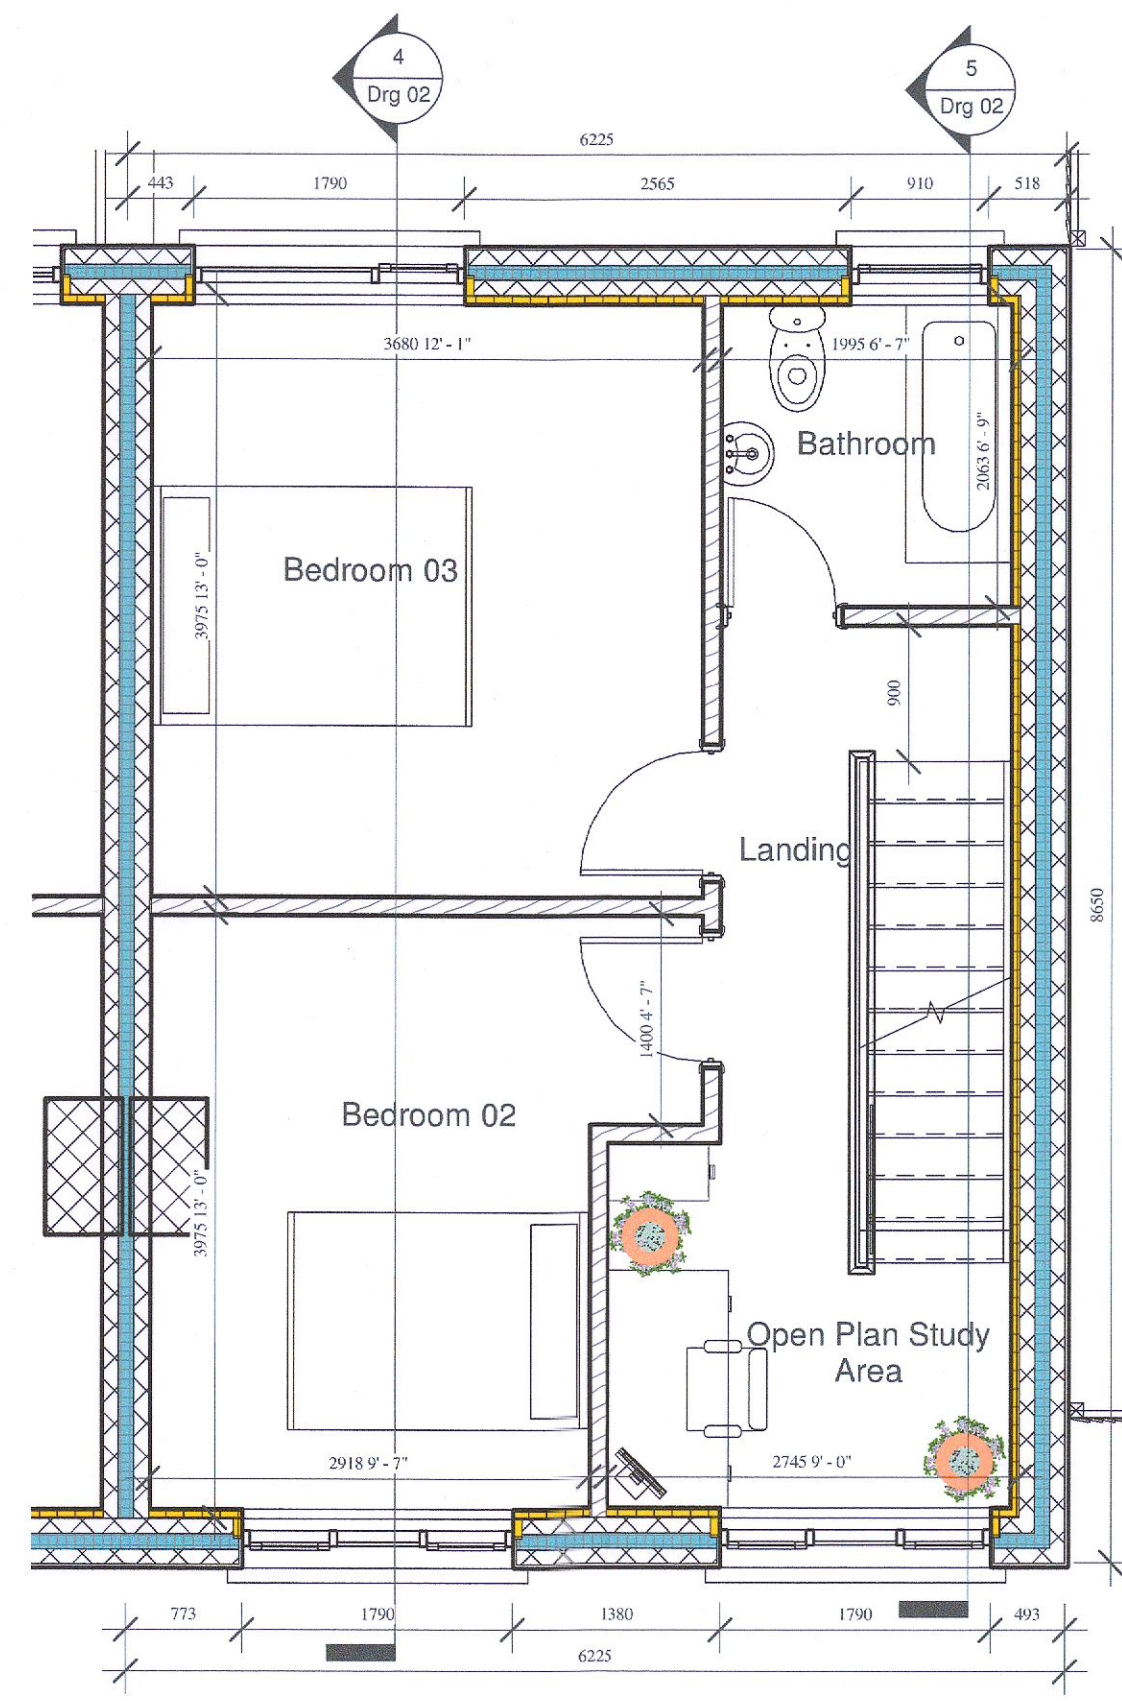 4
Drg 02
5
Drg 02
6225
443
1790
2565
910
518
3680 12' - 1"
1995 6' - 7"
Bathroom
2063 6' - 9"
Bedroom 03
3975 13' - 0"
900
Landing
8650
1400 4' - 7"
Bedroom 02
3975 13' - 0"
Open Plan Study
Area
2918 9' - 7"
2745 9' - 0"
773
1790
1380
1790
493
6225